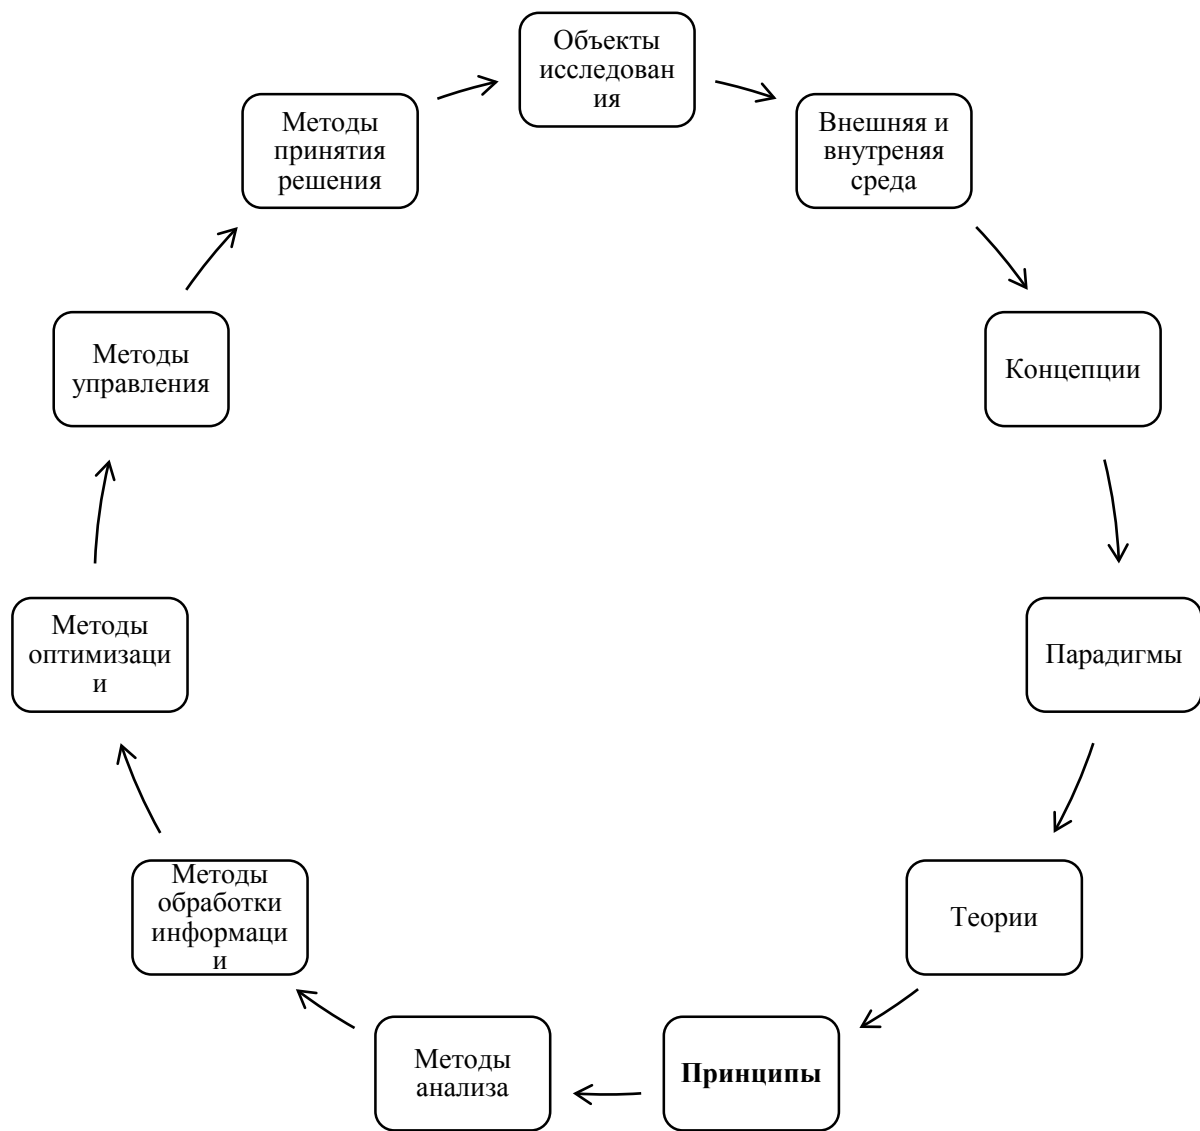 Объекты
исследован
ия
Внешняя и
внутреняя
среда
Концепции
Парадигмы
Теории
Принципы
Методы
анализа
Методы
обработки
информаци
и
Методы
оптимизаци
и
Методы
управления
Методы
принятия
решения